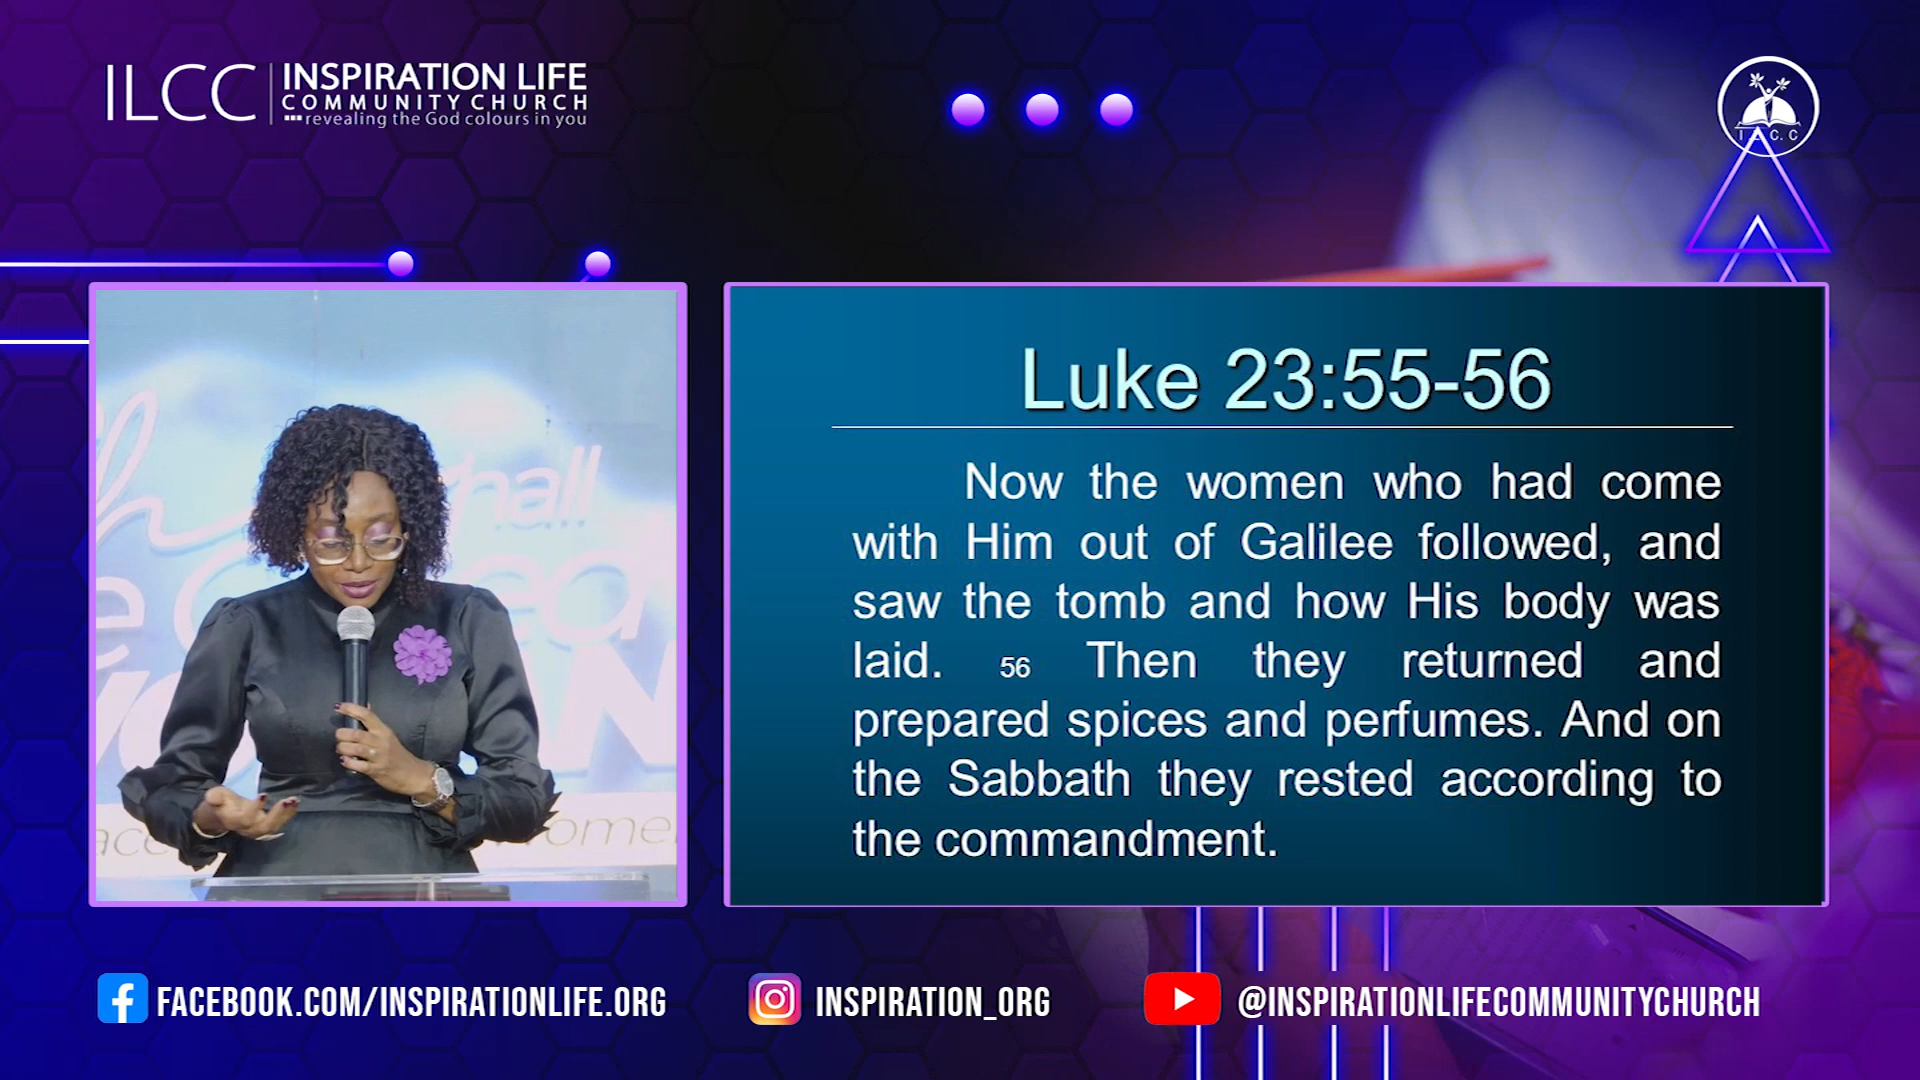 ILCC
INSPIRATION LIFE
COMMUNITY CHURCH
...revealing the God colours in you
hall
Luke 23:55-56
Now the women who had come
with Him out of Galilee followed, and
saw the tomb and how His body was
laid. 56 Then they returned and
prepared spices and perfumes. And on
the Sabbath they rested according to
the commandment.
FACEBOOK.COM/INSPIRATIONLIFE.ORG
INSPIRATION_ORG
@INSPIRATIONLIFECOMMUNITYCHURCH